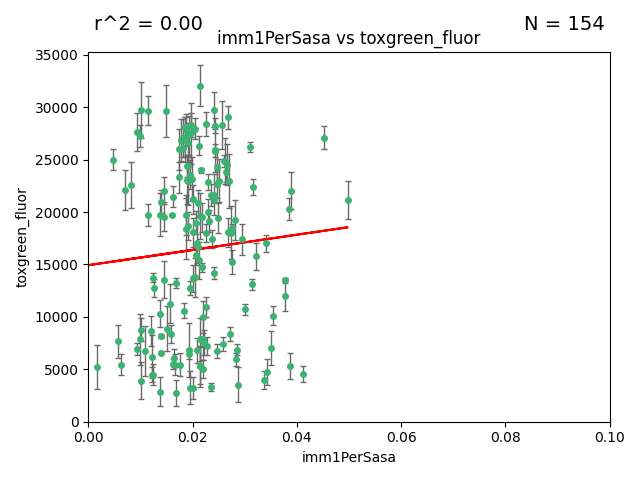 r^2 = 0.00
N = 154
imm1PerSasa vs toxgreen_fluor
35000
30000
25000
20000
15000
10000
5000
0
toxgreen_fluor
0.00
0.02
0.04
0.06
0.08
0.10
imm1PerSasa